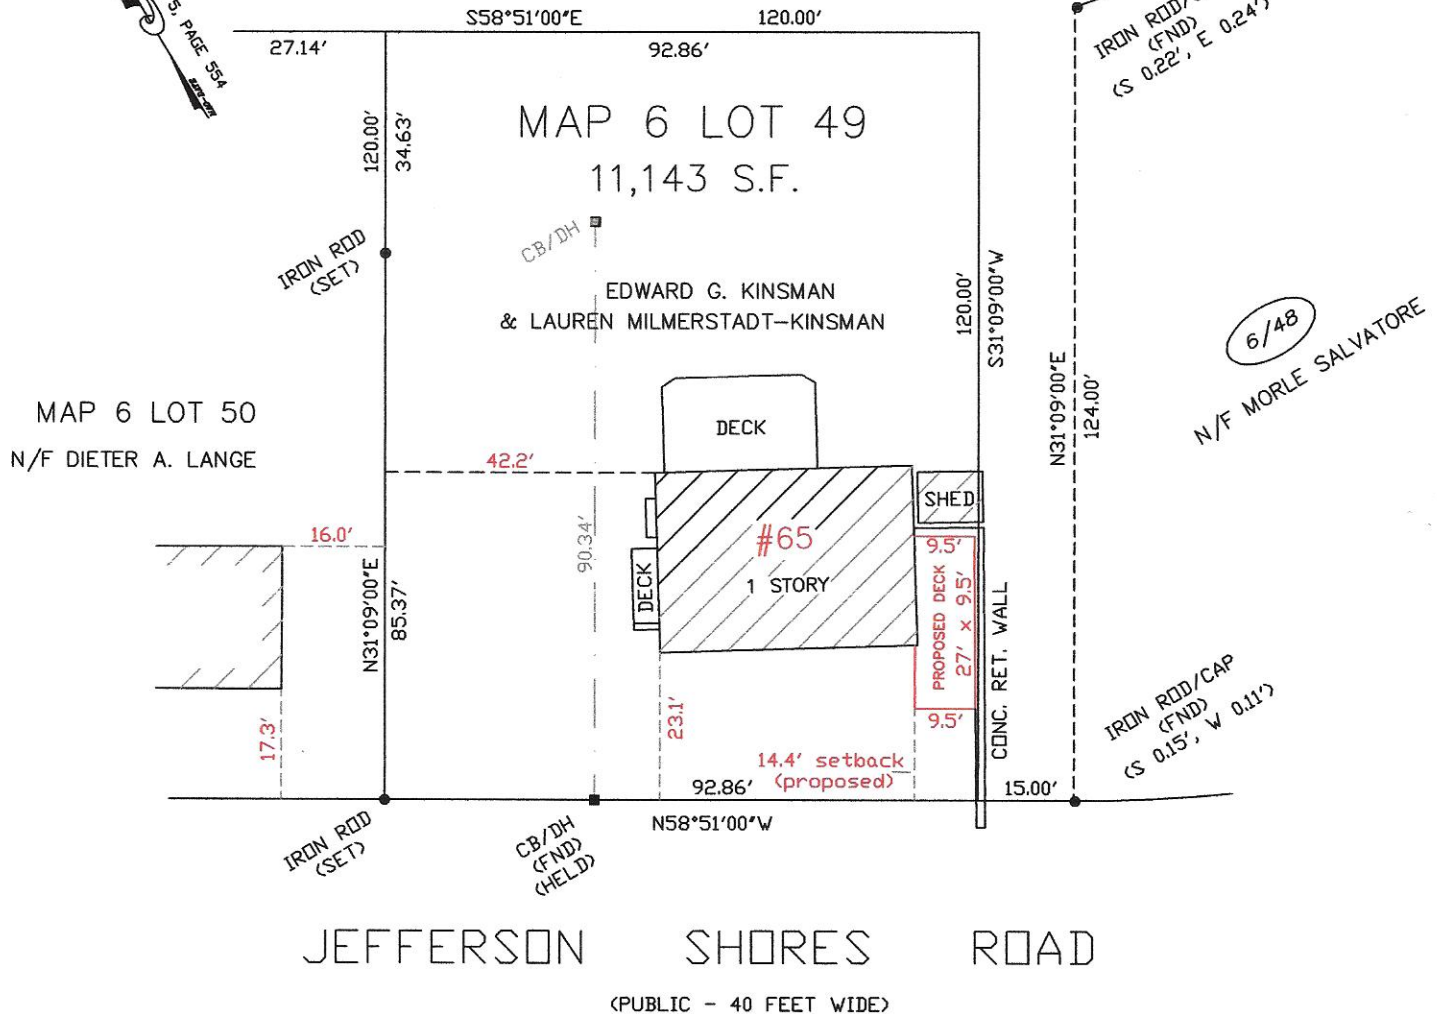 5, PAGE 554
S58°51'00"E 120.00'
27.14' 92.86'
IRON ROD/
(FND)
(S 0.22', E 0.24')
MAP 6 LOT 49
11,143 S.F.
120.00'
34.63'
CB/DH
IRON ROD
(SET)
EDWARD G. KINSMAN
& LAUREN MILMERSTADT-KINSMAN
120.00'
S31°09'00"W
N31°09'00"E
124.00'
6/48
N/F MORLE SALVATORE
MAP 6 LOT 50
N/F DIETER A. LANGE
DECK
42.2'
SHED
16.0'
90.34'
#65
1 STORY
DECK
9.5'
PROPOSED DECK
27' x 9.5'
9.5'
CONC. RET. WALL
N31°09'00"E
85.37'
17.3'
23.1'
14.4' setback
(proposed)
92.86'
15.00'
N58°51'00"W
IRON ROD/CAP
(FND)
(S 0.15', W 0.11')
IRON ROD
(SET)
CB/DH
(FND)
(HELD)
JEFFERSON SHORES ROAD
(PUBLIC - 40 FEET WIDE)